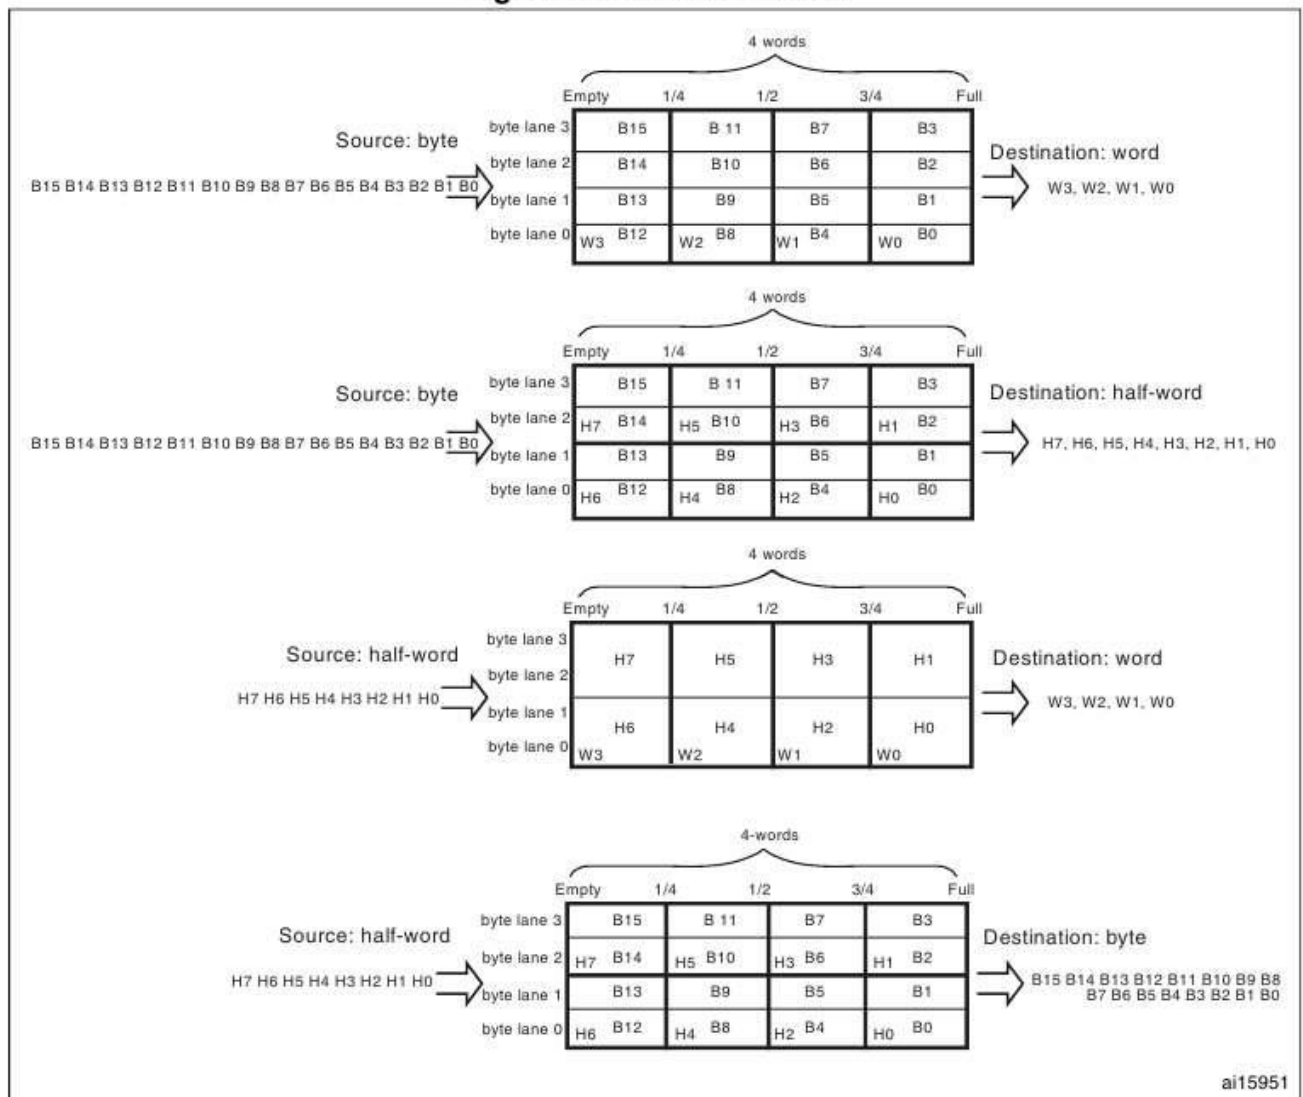 4 words
Empty 1/4 1/2 3/4 Full
Source: byte
B15 B14 B13 B12 B11 B10 B9 B8 B7 B6 B5 B4 B3 B2 B1 B0
byte lane 3 B15 B 11 B7 B3
byte lane 2 B14 B10 B6 B2
byte lane 1 B13 B9 B5 B1
byte lane 0 W3 B12 W2 B8 W1 B4 W0 B0
Destination: word
W3, W2, W1, W0
4 words
Empty 1/4 1/2 3/4 Full
Source: byte
B15 B14 B13 B12 B11 B10 B9 B8 B7 B6 B5 B4 B3 B2 B1 B0
byte lane 3 B15 B 11 B7 B3
byte lane 2 H7 B14 H5 B10 H3 B6 H1 B2
byte lane 1 B13 B9 B5 B1
byte lane 0 H6 B12 H4 B8 H2 B4 H0 B0
Destination: half-word
H7, H6, H5, H4, H3, H2, H1, H0
4 words
Empty 1/4 1/2 3/4 Full
Source: half-word
H7 H6 H5 H4 H3 H2 H1 H0
byte lane 3
H7 H5 H3 H1
byte lane 2
byte lane 1
H6 H4 H2 H0
byte lane 0 W3 W2 W1 W0
Destination: word
W3, W2, W1, W0
4-words
Empty 1/4 1/2 3/4 Full
Source: half-word
H7 H6 H5 H4 H3 H2 H1 H0
byte lane 3 B15 B 11 B7 B3
byte lane 2 H7 B14 H5 B10 H3 B6 H1 B2
byte lane 1 B13 B9 B5 B1
byte lane 0 H6 B12 H4 B8 H2 B4 H0 B0
Destination: byte
B15 B14 B13 B12 B11 B10 B9 B8
B7 B6 B5 B4 B3 B2 B1 B0
ai15951